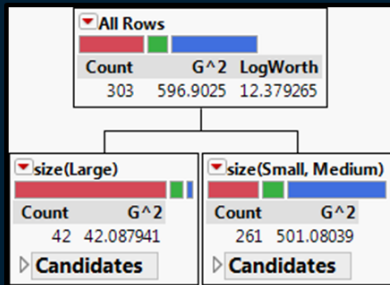 All Rows
Count G^2 LogWorth
303 596.9025 12.379265
size(Large)
Count G^2
42 42.087941
Candidates
size(Small, Medium)
Count G^2
261 501.08039
Candidates